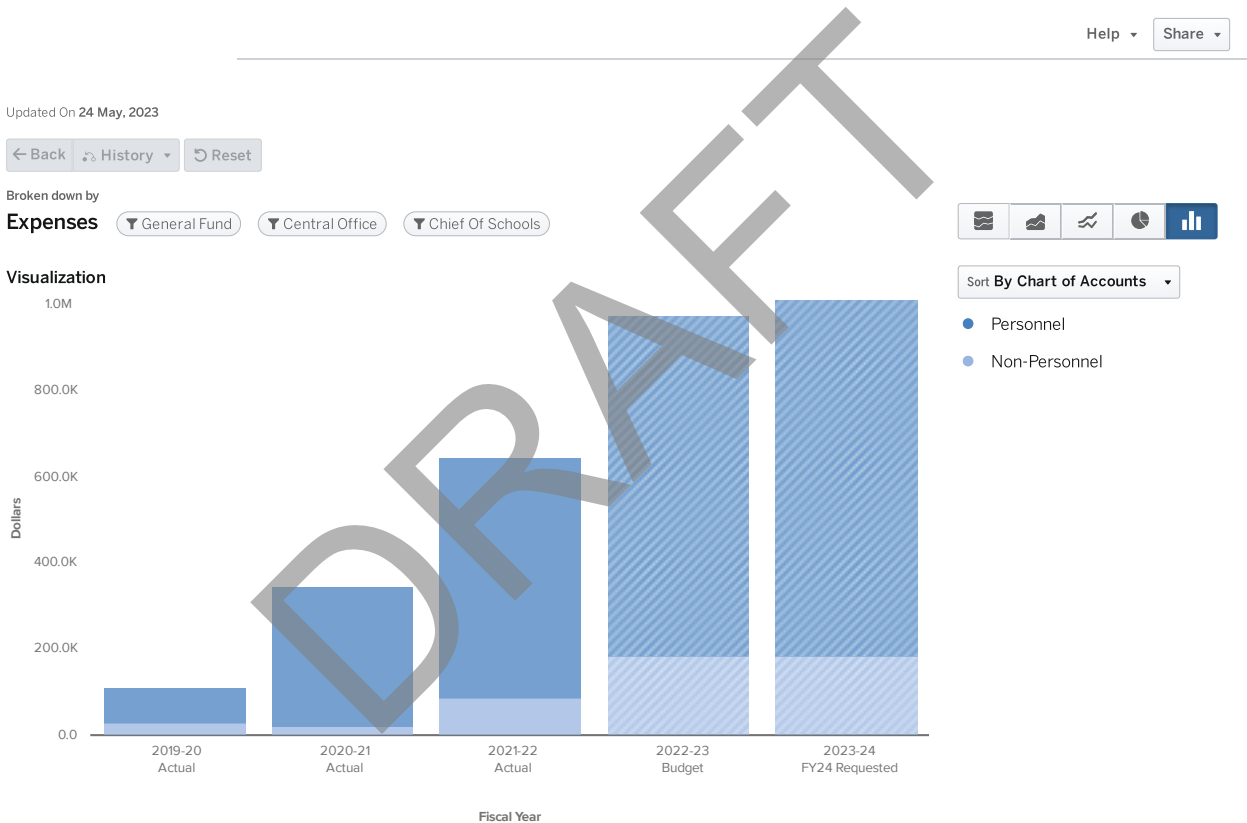 Help Share
Updated On 24 May, 2023
Back History Reset
Broken down by
Expenses General Fund Central Office Chief Of Schools
Visualization
Sort By Chart of Accounts
Personnel
Non-Personnel
1.0M
800.0K
600.0K
400.0K
200.0K
0.0
Dollars
2019-20 2020-21 2021-22 2022-23 2023-24
Actual Actual Actual Budget FY24 Requested
Fiscal Year
DRAFT